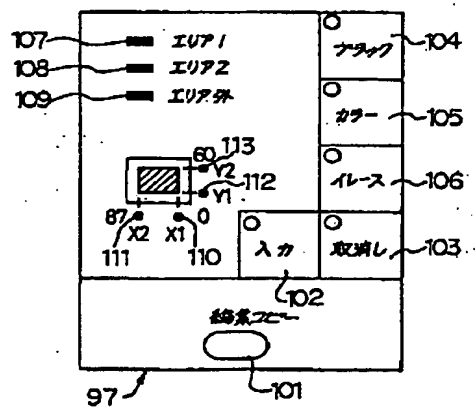 107 エリア1
108 エリア2
109 エリア外
ブラック 104
カラー 105
イレース 106
取消し 103
入力 102
60 113
Y2 112
Y1
87 0
X2 X1
111 110
編集コピー
101
97